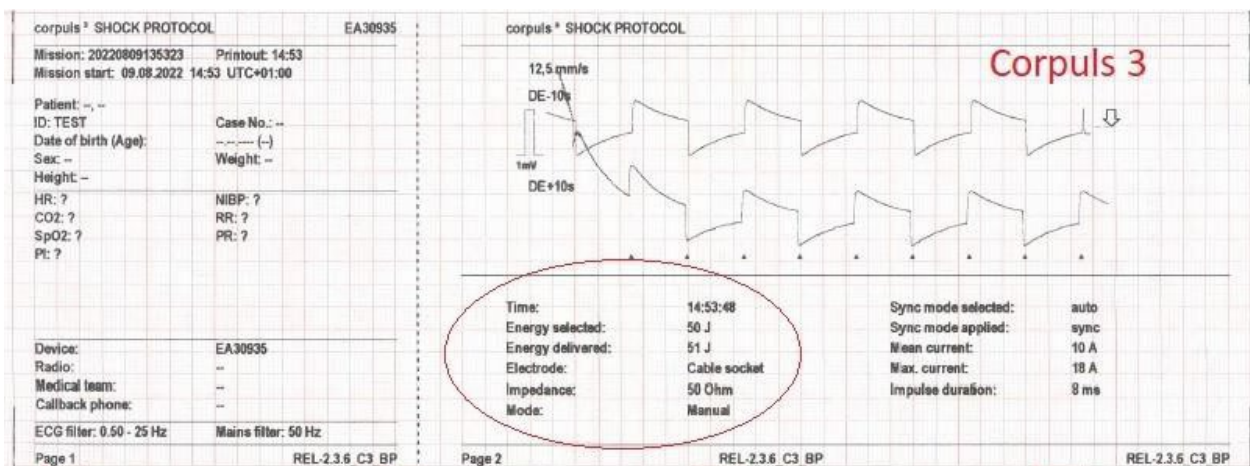 corpuls³ SHOCK PROTOCOL EA30935
Mission: 20220809135323 Printout: 14:53
Mission start: 09.08.2022 14:53 UTC+01:00
Patient: --, --
ID: TEST Case No.: --
Date of birth (Age): --.--.---- (--)
Sex: -- Weight: --
Height: --
HR: ? NIBP: ?
CO2: ? RR: ?
SpO2: ? PR: ?
PI: ?
Device: EA30935
Radio: --
Medical team: --
Callback phone: --
ECG filter: 0.50 - 25 Hz Mains filter: 50 Hz
Page 1 REL-2.3.6_C3_BP
corpuls³ SHOCK PROTOCOL
Corpuls 3
12,5 mm/s
DE-10s
1mV
DE+10s
Time: 14:53:48 Sync mode selected: auto
Energy selected: 50 J Sync mode applied: sync
Energy delivered: 51 J Mean current: 10 A
Electrode: Cable socket Max. current: 18 A
Impedance: 50 Ohm Impulse duration: 8 ms
Mode: Manual
Page 2 REL-2.3.6_C3_BP REL-2.3.6_C3_BP